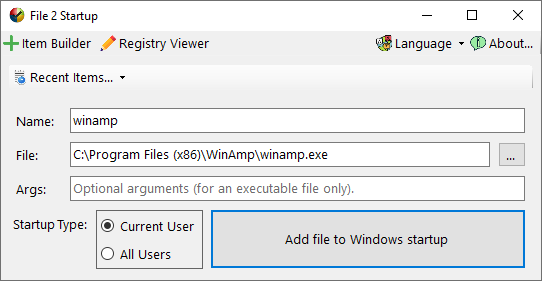 File 2 Startup
Item Builder Registry Viewer Language About...
Recent Items...
Name: winamp
File: C:\Program Files (x86)\WinAmp\winamp.exe ...
Args: Optional arguments (for an executable file only).
Startup Type: Current User
All Users
Add file to Windows startup